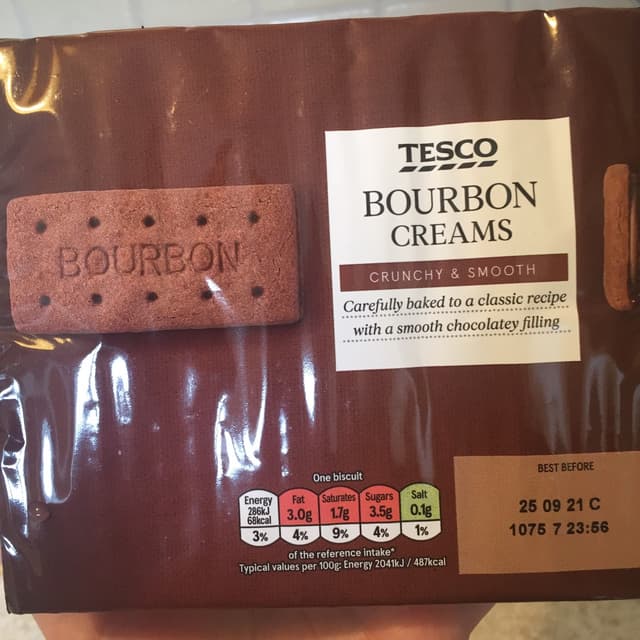 BOURBON
TESCO
BOURBON
CREAMS
CRUNCHY & SMOOTH
Carefully baked to a classic recipe
with a smooth chocolatey filling
One biscuit
Energy Fat Saturates Sugars Salt
286kJ
68kcal 3.0g 1.7g 3.5g 0.1g
3% 4% 9% 4% 1%
of the reference intake*
Typical values per 100g: Energy 2041kJ / 487kcal
BEST BEFORE
25 09 21 C
1075 7 23:56